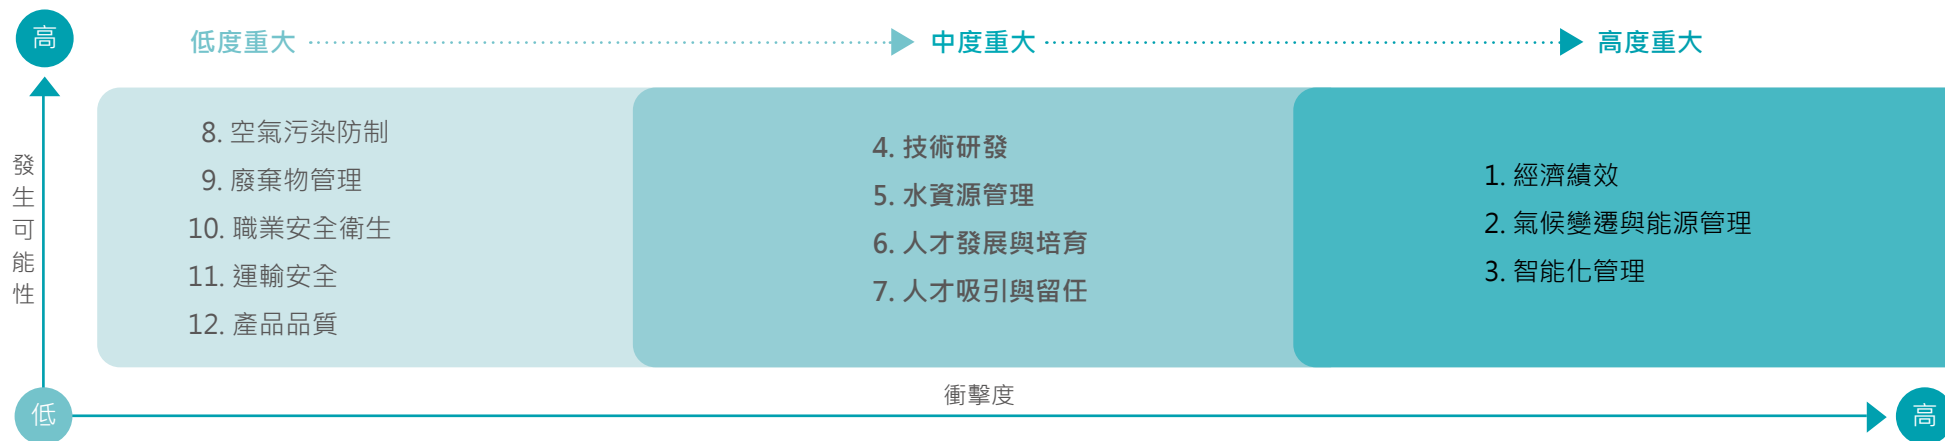 高
低度重大
中度重大
高度重大
發生可能性
8. 空氣污染防制
9. 廢棄物管理
10. 職業安全衛生
11. 運輸安全
12. 產品品質
4. 技術研發
5. 水資源管理
6. 人才發展與培育
7. 人才吸引與留任
1. 經濟績效
2. 氣候變遷與能源管理
3. 智能化管理
衝擊度
低
高